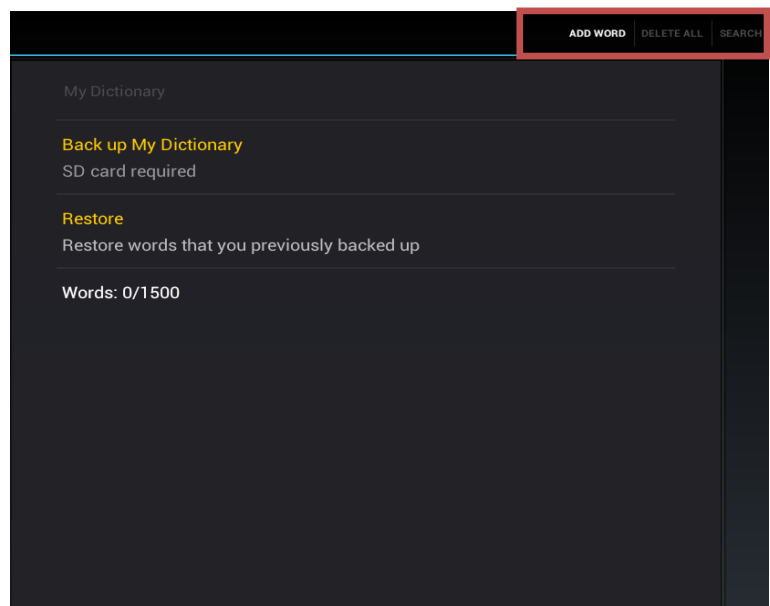 ADD WORD DELETE ALL SEARCH
My Dictionary
Back up My Dictionary
SD card required
Restore
Restore words that you previously backed up
Words: 0/1500